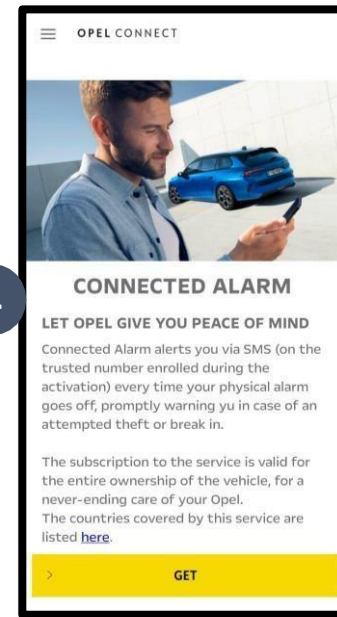 OPEL CONNECT
CONNECTED ALARM
LET OPEL GIVE YOU PEACE OF MIND
Connected Alarm alerts you via SMS (on the
trusted number enrolled during the
activation) every time your physical alarm
goes off, promptly warning yu in case of an
attempted theft or break in.
The subscription to the service is valid for
the entire ownership of the vehicle, for a
never-ending care of your Opel.
The countries covered by this service are
listed here.
GET